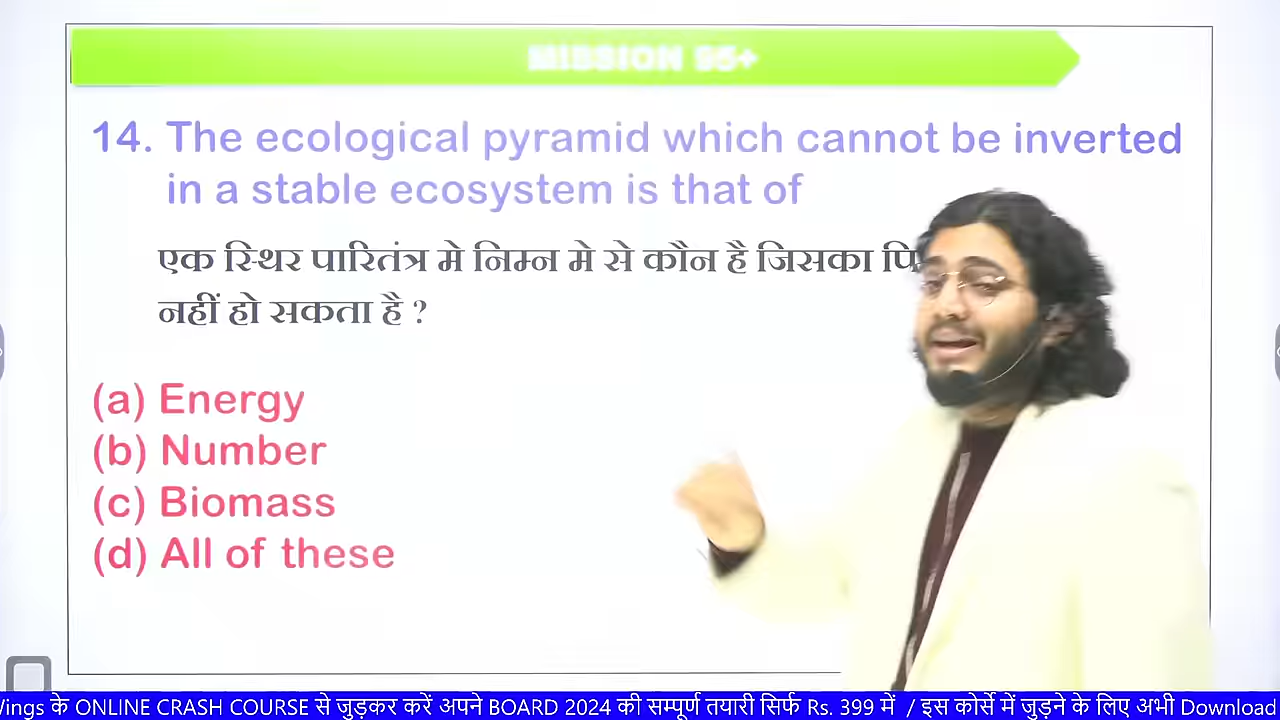 MISSION 95+
14. The ecological pyramid which cannot be inverted
in a stable ecosystem is that of
एक स्थिर पारितंत्र मे निम्न मे से कौन है जिसका
नहीं हो सकता है ?
(a) Energy
(b) Number
(c) Biomass
(d) All of these
के ONLINE CRASH COURSE से जुड़कर करें अपने BOARD 2024 की सम्पूर्ण तयारी सिर्फ Rs. 399 में / इस कोर्से में जुड़ने के लिए अभी Download